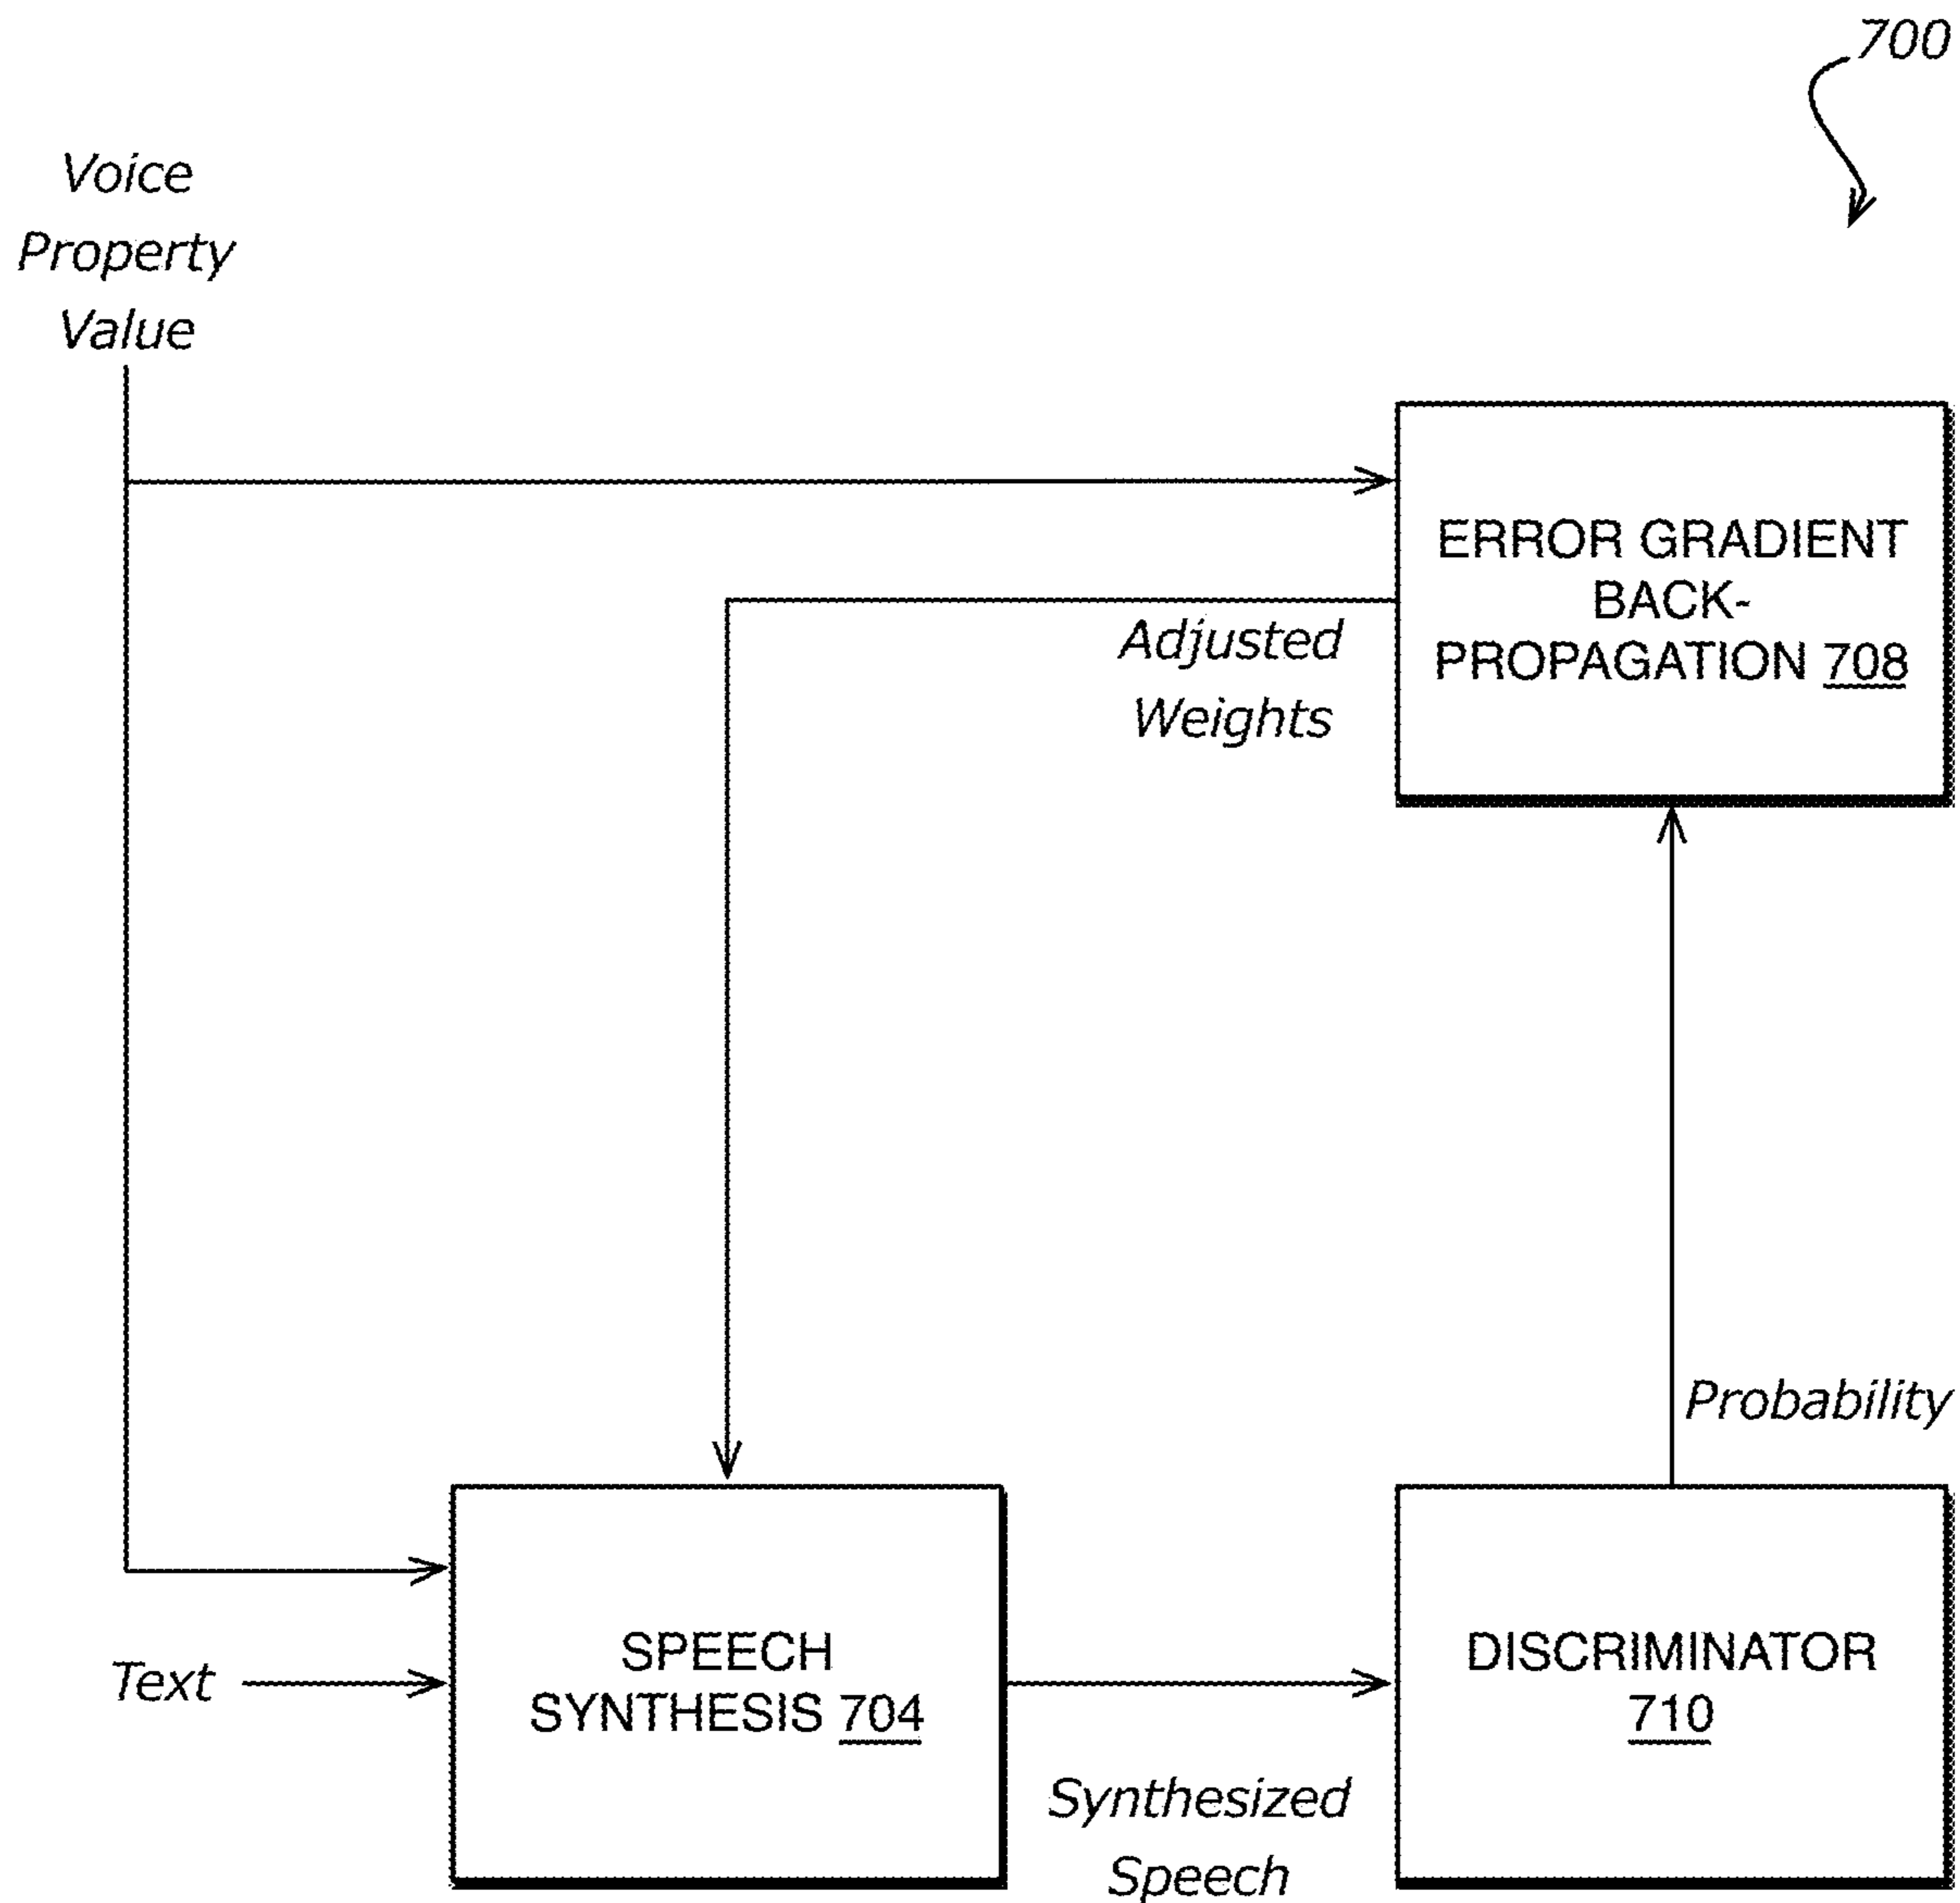 700
Voice
Property
Value
ERROR GRADIENT
BACK-
PROPAGATION 708
Adjusted
Weights
Probability
Text
SPEECH
SYNTHESIS 704
DISCRIMINATOR
710
Synthesized
Speech